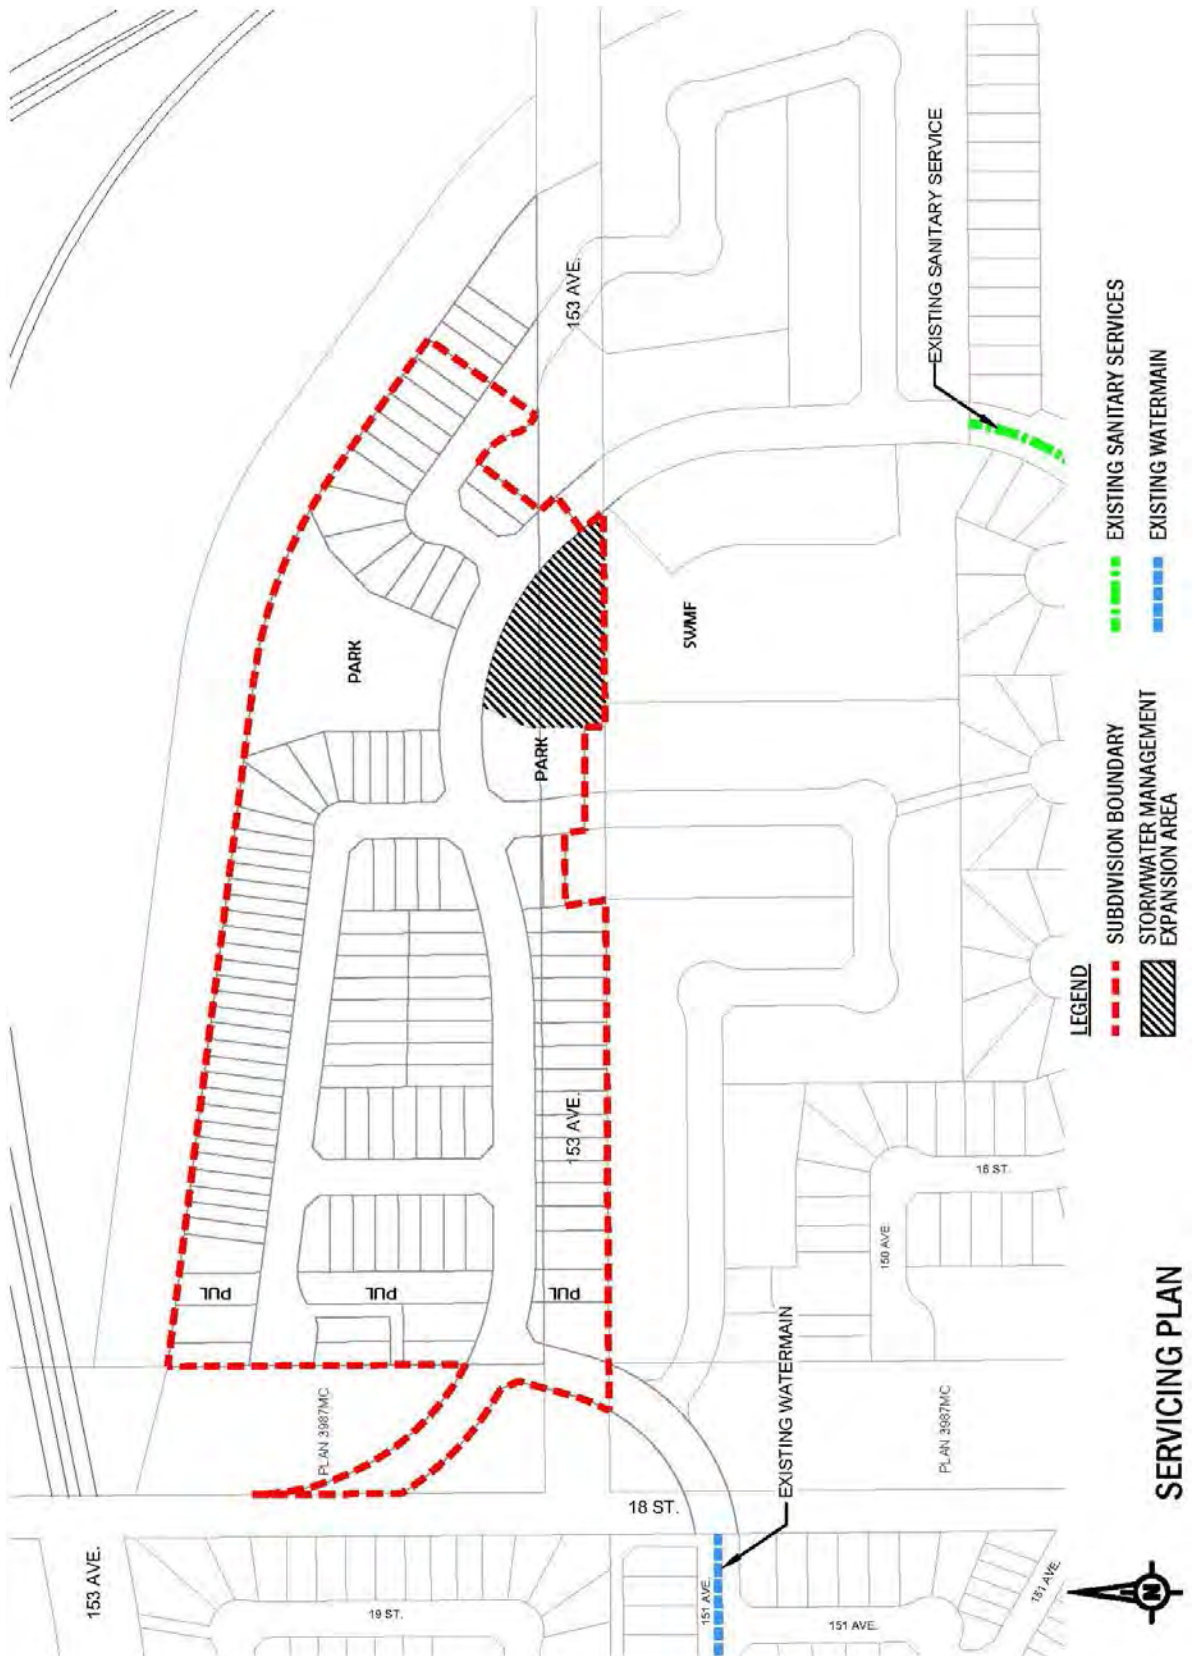 153 AVE.
EXISTING SANITARY SERVICE
PARK
PARK
SWMF
PUL
PUL
PUL
153 AVE.
PLAN 3987MC
PLAN 3987MC
18 ST.
EXISTING WATERMAIN
153 AVE.
19 ST.
151 AVE.
151 AVE.
151 AVE.
150 AVE.
16 ST.
LEGEND
SUBDIVISION BOUNDARY
STORMWATER MANAGEMENT
EXPANSION AREA
EXISTING SANITARY SERVICES
EXISTING WATERMAIN
SERVICING PLAN
N